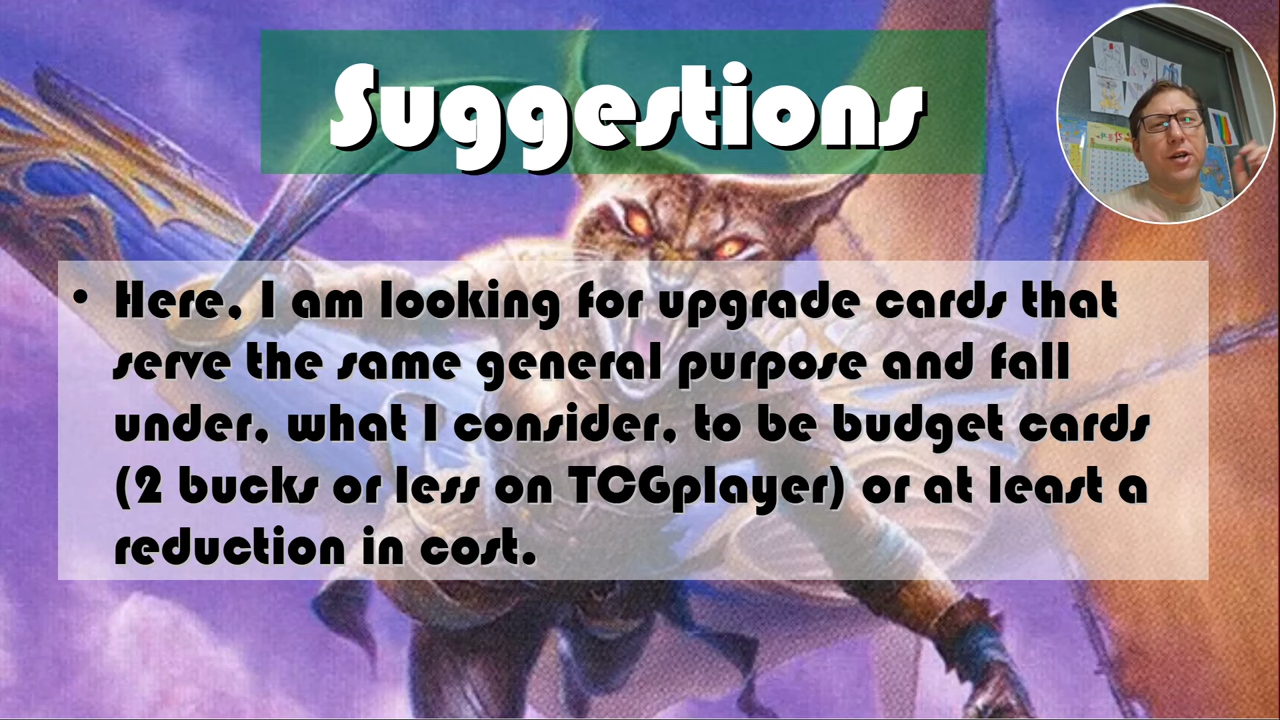 Suggestions
• Here, I am looking for upgrade cards that
serve the same general purpose and fall
under, what I consider, to be budget cards
(2 bucks or less on TCGplayer) or at least a
reduction in cost.